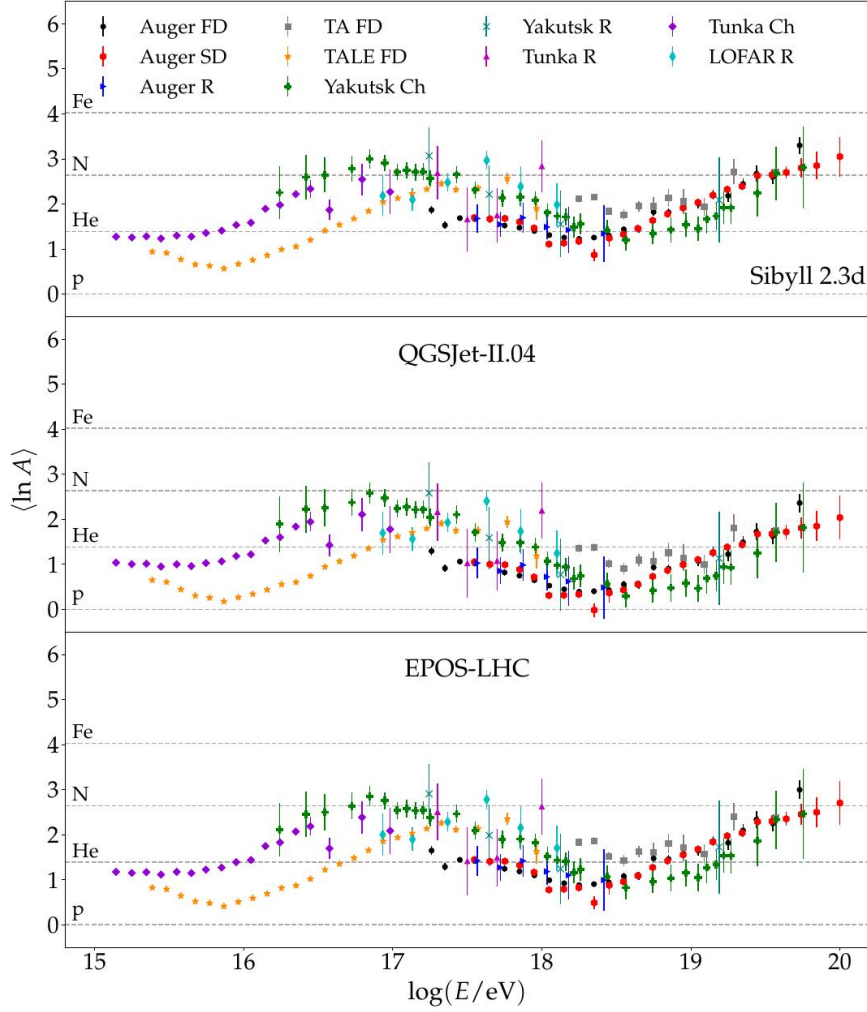 Auger FD TA FD Yakutsk R Tunka Ch
Auger SD TALE FD Tunka R LOFAR R
Auger R Yakutsk Ch
6
5
4
3
2
1
0
Fe
N
He
p
Sibyll 2.3d
⟨ln A⟩
QGSJet-II.04
6
5
4
3
2
1
0
Fe
N
He
p
EPOS-LHC
6
5
4
3
2
1
0
Fe
N
He
p
15 16 17 18 19 20
log(E/eV)